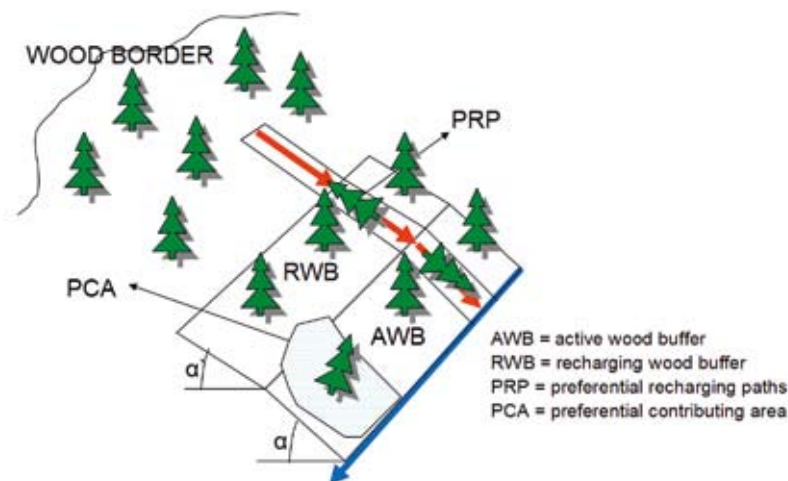 WOOD BORDER
PRP
RWB
PCA
AWB
α
α
AWB = active wood buffer
RWB = recharging wood buffer
PRP = preferential recharging paths
PCA = preferential contributing area